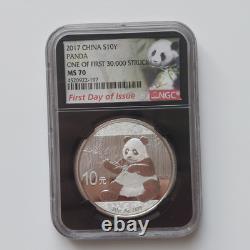 2017 CHINA S10Y
PANDA
ONE OF FIRST 30,000 STRUCK
MS 70
NGC
First Day of Issue
10元